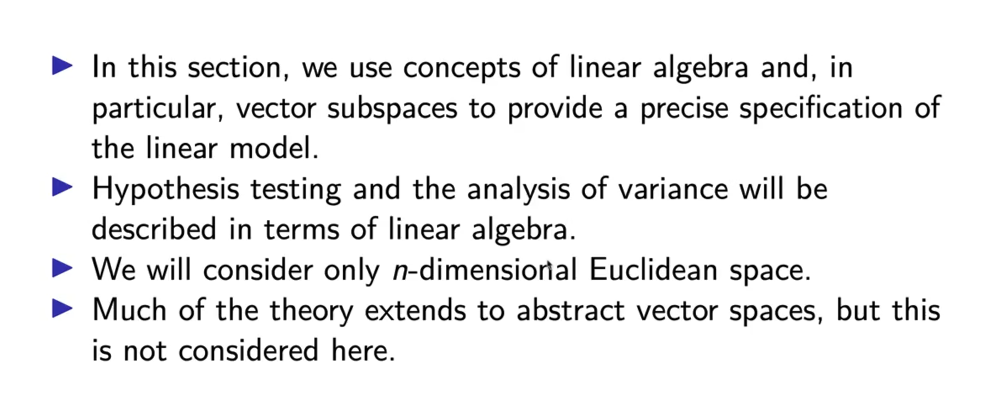 ▶ In this section, we use concepts of linear algebra and, in
particular, vector subspaces to provide a precise specification of
the linear model.
▶ Hypothesis testing and the analysis of variance will be
described in terms of linear algebra.
▶ We will consider only n-dimensional Euclidean space.
▶ Much of the theory extends to abstract vector spaces, but this
is not considered here.